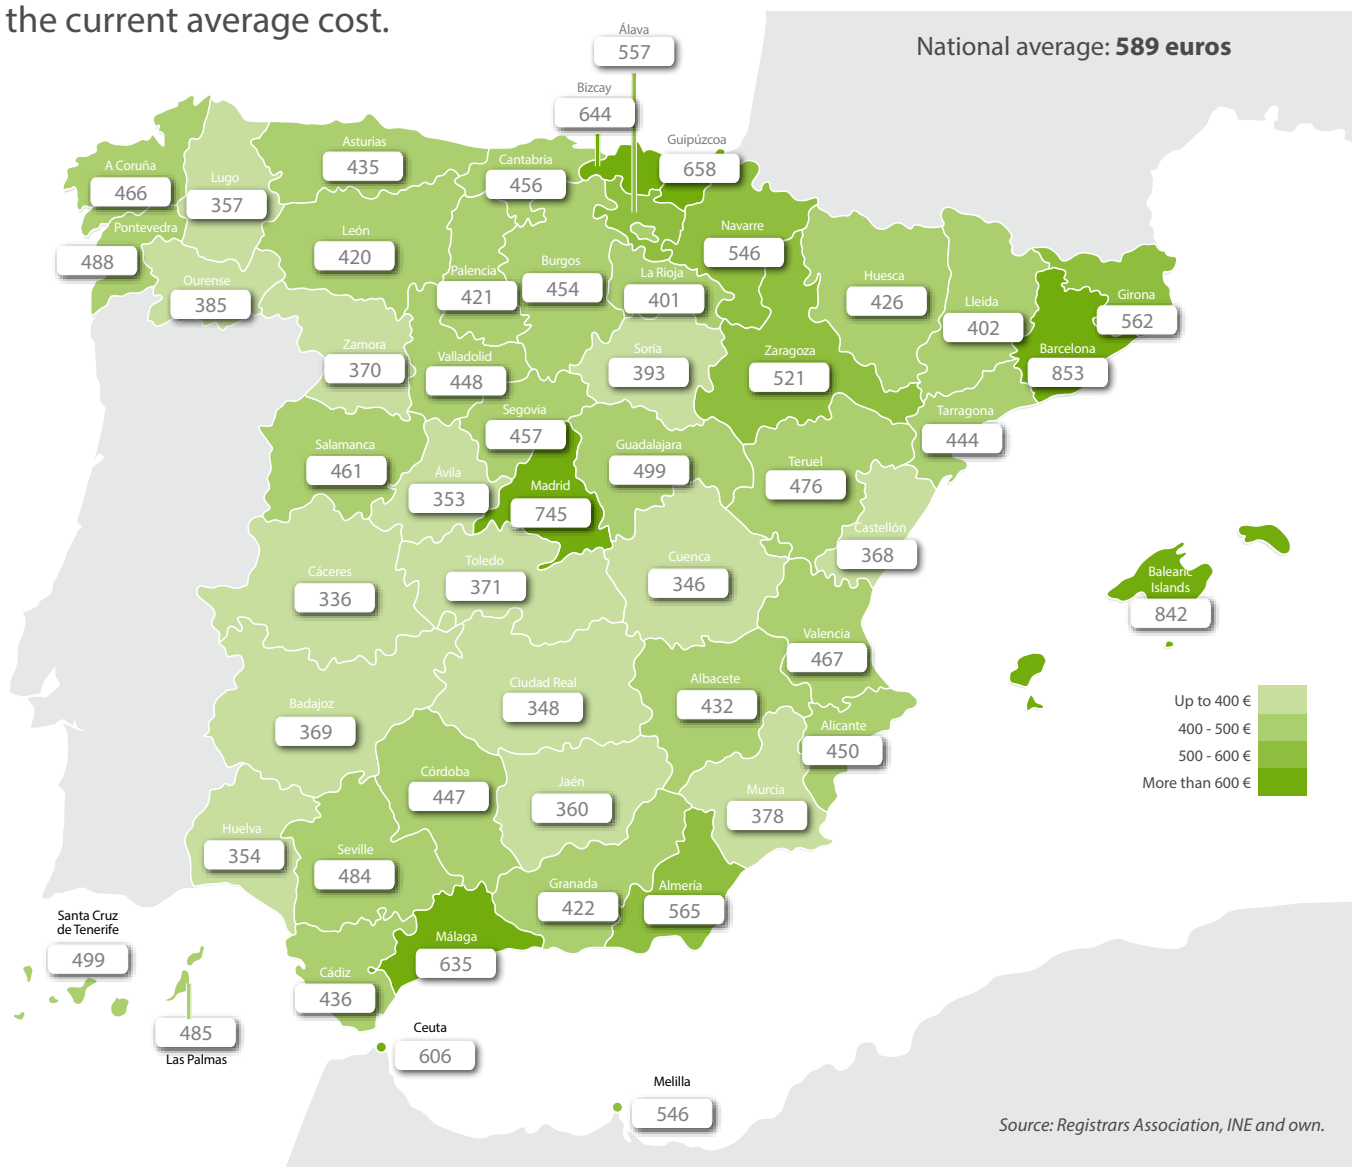 the current average cost.
National average: 589 euros
Álava
557
Bizcay
644
Guipúzcoa
658
Asturias
435
Cantabria
456
A Coruña
466
Lugo
357
Pontevedra
488
Ourense
385
León
420
Palencia
421
Burgos
454
La Rioja
401
Navarre
546
Huesca
426
Lleida
402
Girona
562
Barcelona
853
Zamora
370
Valladolid
448
Soria
393
Zaragoza
521
Tarragona
444
Segovia
457
Salamanca
461
Ávila
353
Madrid
745
Guadalajara
499
Teruel
476
Castellón
368
Cáceres
336
Toledo
371
Cuenca
346
Balearic
Islands
842
Valencia
467
Badajoz
369
Ciudad Real
348
Albacete
432
Alicante
450
Up to 400 €
400 - 500 €
500 - 600 €
More than 600 €
Córdoba
447
Jaén
360
Murcia
378
Huelva
354
Seville
484
Granada
422
Almería
565
Santa Cruz
de Tenerife
499
Málaga
635
Cádiz
436
485
Las Palmas
Ceuta
606
Melilla
546
Source: Registrars Association, INE and own.